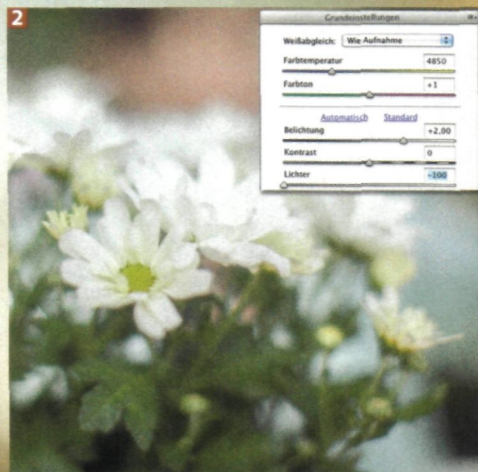 2
Grundeinstellungen
Weißabgleich: Wie Aufnahme
Farbtemperatur 4850
Farbton +1
Automatisch Standard
Belichtung +2,00
Kontrast 0
Lichter -100